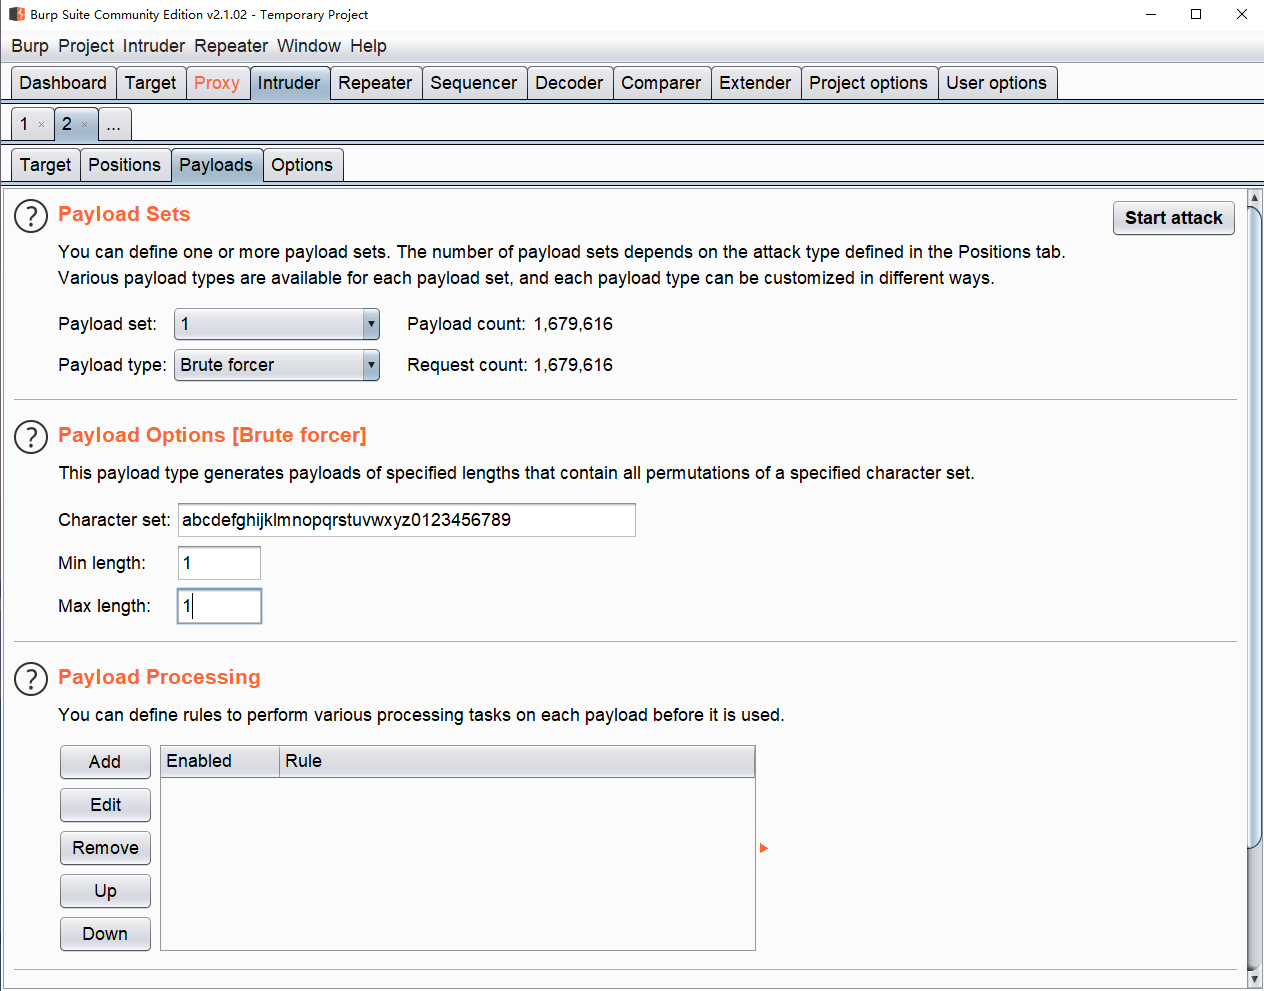 Burp Suite Community Edition v2.1.02 - Temporary Project
Burp Project Intruder Repeater Window Help
Dashboard Target Proxy Intruder Repeater Sequencer Decoder Comparer Extender Project options User options
1 × 2 × ...
Target Positions Payloads Options
? Payload Sets
Start attack
You can define one or more payload sets. The number of payload sets depends on the attack type defined in the Positions tab.
Various payload types are available for each payload set, and each payload type can be customized in different ways.
Payload set: 1 Payload count: 1,679,616
Payload type: Brute forcer Request count: 1,679,616
? Payload Options [Brute forcer]
This payload type generates payloads of specified lengths that contain all permutations of a specified character set.
Character set: abcdefghijklmnopqrstuvwxyz0123456789
Min length: 1
Max length: 1
? Payload Processing
You can define rules to perform various processing tasks on each payload before it is used.
Add Enabled Rule
Edit
Remove
Up
Down